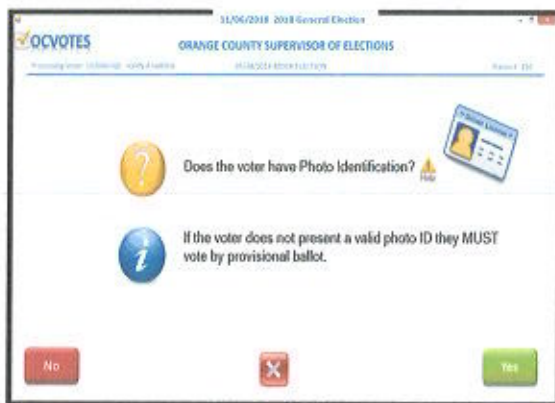 11/06/2018 2018 General Election
OCVOTES
ORANGE COUNTY SUPERVISOR OF ELECTIONS
Does the voter have Photo Identification?
Help
If the voter does not present a valid photo ID they MUST
vote by provisional ballot.
No
Yes